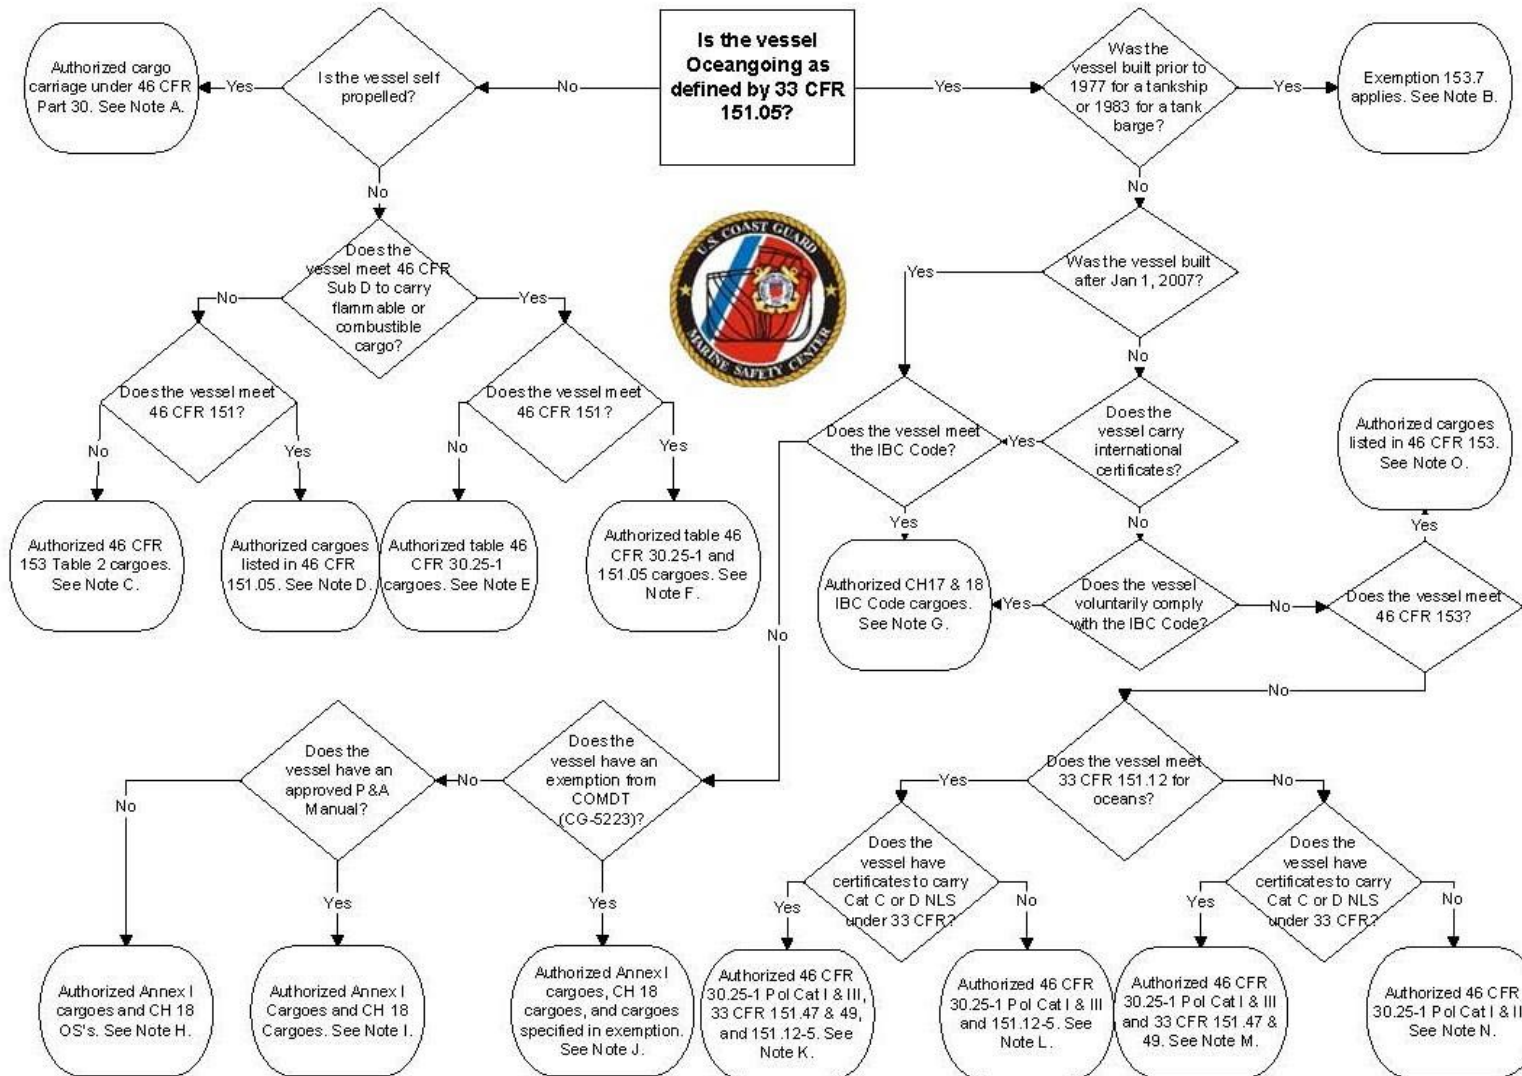 Is the vessel
Oceangoing as
defined by 33 CFR
151.05?
No
Yes
Is the vessel self
propelled?
Yes
Authorized cargo
carriage under 46 CFR
Part 30. See Note A.
No
Was the
vessel built prior to
1977 for a tankship
or 1983 for a tank
barge?
Yes
Exemption 153.7
applies. See Note B.
No
Does the
vessel meet 46 CFR
Sub D to carry
flammable or
combustible
cargo?
No
Yes
Does the vessel meet
46 CFR 151?
No
Yes
Does the vessel meet
46 CFR 151?
No
Yes
Authorized 46 CFR
153 Table 2 cargoes.
See Note C.
Authorized cargoes
listed in 46 CFR
151.05. See Note D.
Authorized table 46
CFR 30.25-1
cargoes. See Note E
Authorized table 46
CFR 30.25-1 and
151.05 cargoes. See
Note F.
U.S. COAST GUARD
MARINE SAFETY CENTER
Was the vessel built
after Jan 1, 2007?
Yes
No
Does the vessel meet
the IBC Code?
Yes
Does the
vessel carry
international
certificates?
Yes
No
No
Authorized CH17 & 18
IBC Code cargoes.
See Note G.
Yes
Does the vessel
voluntarily comply
with the IBC Code?
No
Does the vessel meet
46 CFR 153?
Yes
Authorized cargoes
listed in 46 CFR 153.
See Note O.
No
Does the
vessel have an
approved P&A
Manual?
No
Does the
vessel have an
exemption from
COMDT
(CG-5223)?
No
Yes
Yes
Does the vessel meet
33 CFR 151.12 for
oceans?
Yes
No
Does the
vessel have
certificates to carry
Cat C or D NLS
under 33 CFR?
Yes
No
Does the
vessel have
certificates to carry
Cat C or D NLS
under 33 CFR?
Yes
No
Authorized Annex I
cargoes and CH 18
OS's. See Note H.
Authorized Annex I
Cargoes and CH 18
Cargoes. See Note I.
Authorized Annex I
cargoes, CH 18
cargoes, and cargoes
specified in exemption.
See Note J.
Authorized 46 CFR
30.25-1 Pol Cat I & III,
33 CFR 151.47 & 49,
and 151.12-5. See
Note K.
Authorized 46 CFR
30.25-1 Pol Cat I & III
and 151.12-5. See
Note L.
Authorized 46 CFR
30.25-1 Pol Cat I & III
and 33 CFR 151.47 &
49. See Note M.
Authorized 46 CFR
30.25-1 Pol Cat I &
See Note N.